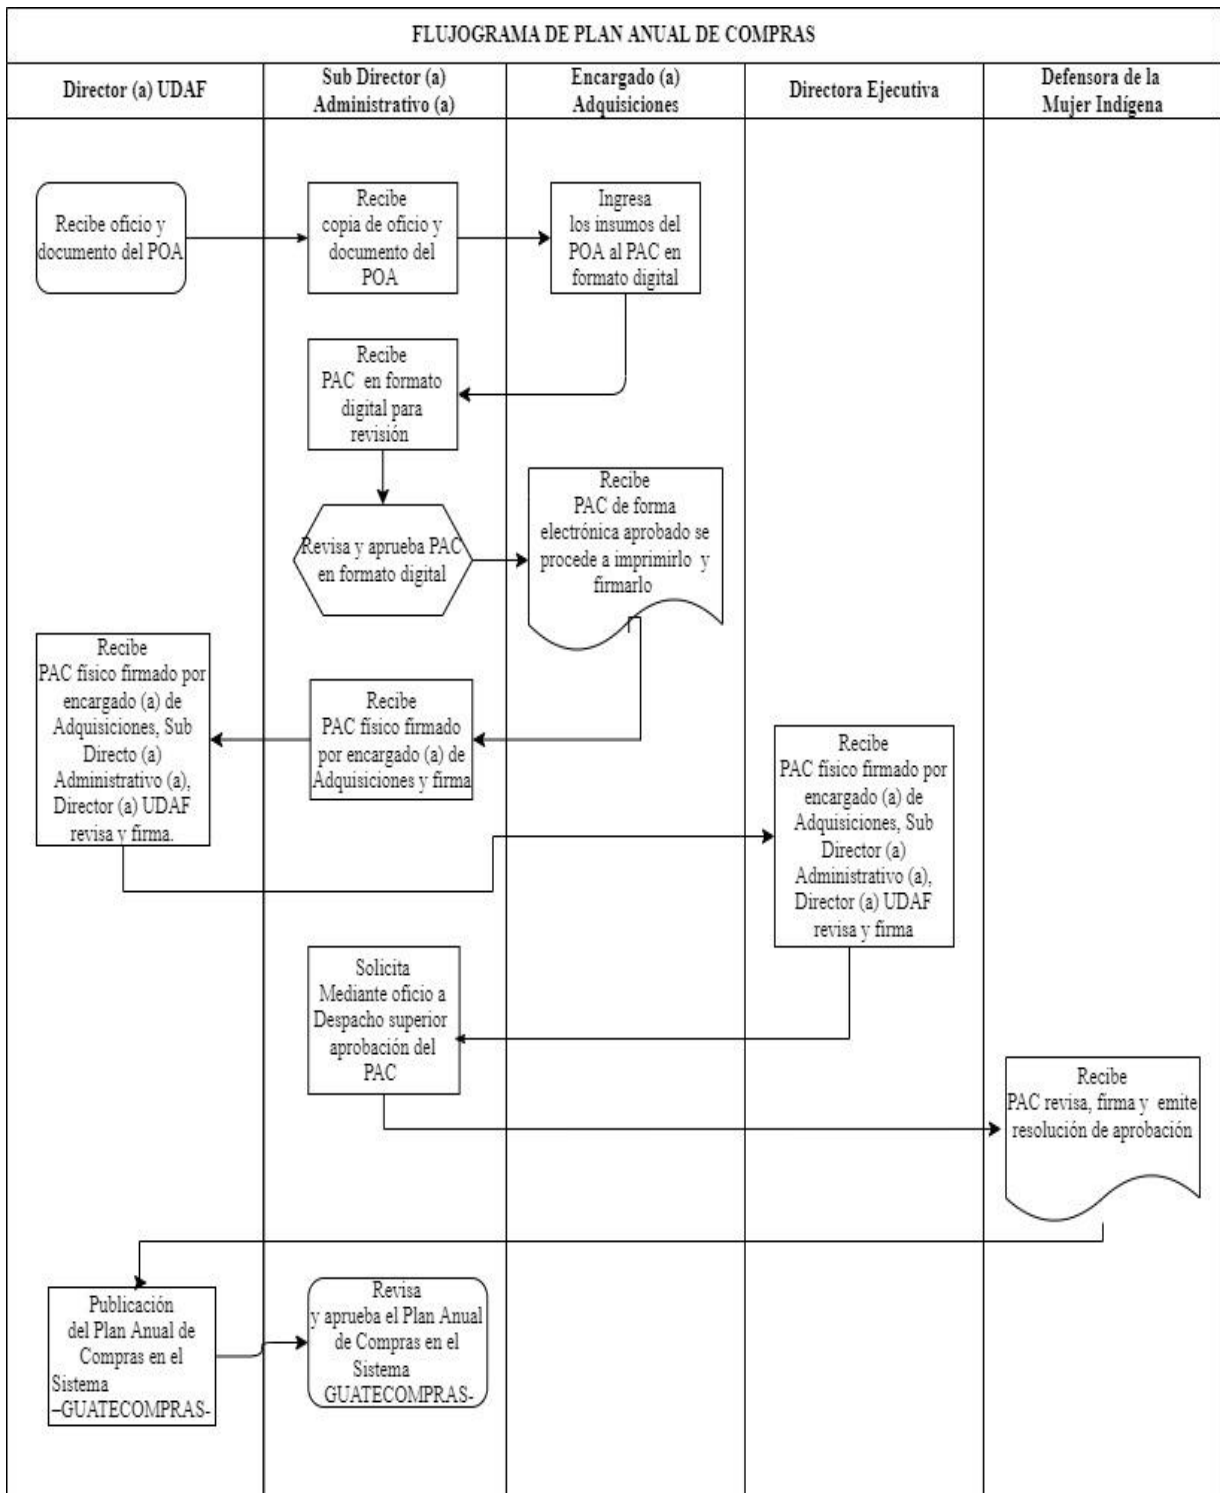 FLUJOGRAMA DE PLAN ANUAL DE COMPRAS
Director (a) UDAF
Sub Director (a)
Administrativo (a)
Encargado (a)
Adquisiciones
Directora Ejecutiva
Defensora de la
Mujer Indígena
Recibe oficio y
documento del POA
Recibe
copia de oficio y
documento del
POA
Ingresa
los insumos del
POA al PAC en
formato digital
Recibe
PAC en formato
digital para
revisión
Revisa y aprueba PAC
en formato digital
Recibe
PAC de forma
electrónica aprobado se
procede a imprimirlo y
firmarlo
Recibe
PAC físico firmado
por encargado (a) de
Adquisiciones y firma
Recibe
PAC físico firmado por
encargado (a) de
Adquisiciones, Sub
Directo (a)
Administrativo (a),
Director (a) UDAF
revisa y firma.
Recibe
PAC físico firmado por
encargado (a) de
Adquisiciones, Sub
Director (a)
Administrativo (a),
Director (a) UDAF
revisa y firma
Solicita
Mediante oficio a
Despacho superior
aprobación del
PAC
Recibe
PAC revisa, firma y emite
resolución de aprobación
Publicación
del Plan Anual de
Compras en el
Sistema
–GUATECOMPRAS-
Revisa
y aprueba el Plan Anual
de Compras en el
Sistema
GUATECOMPRAS-